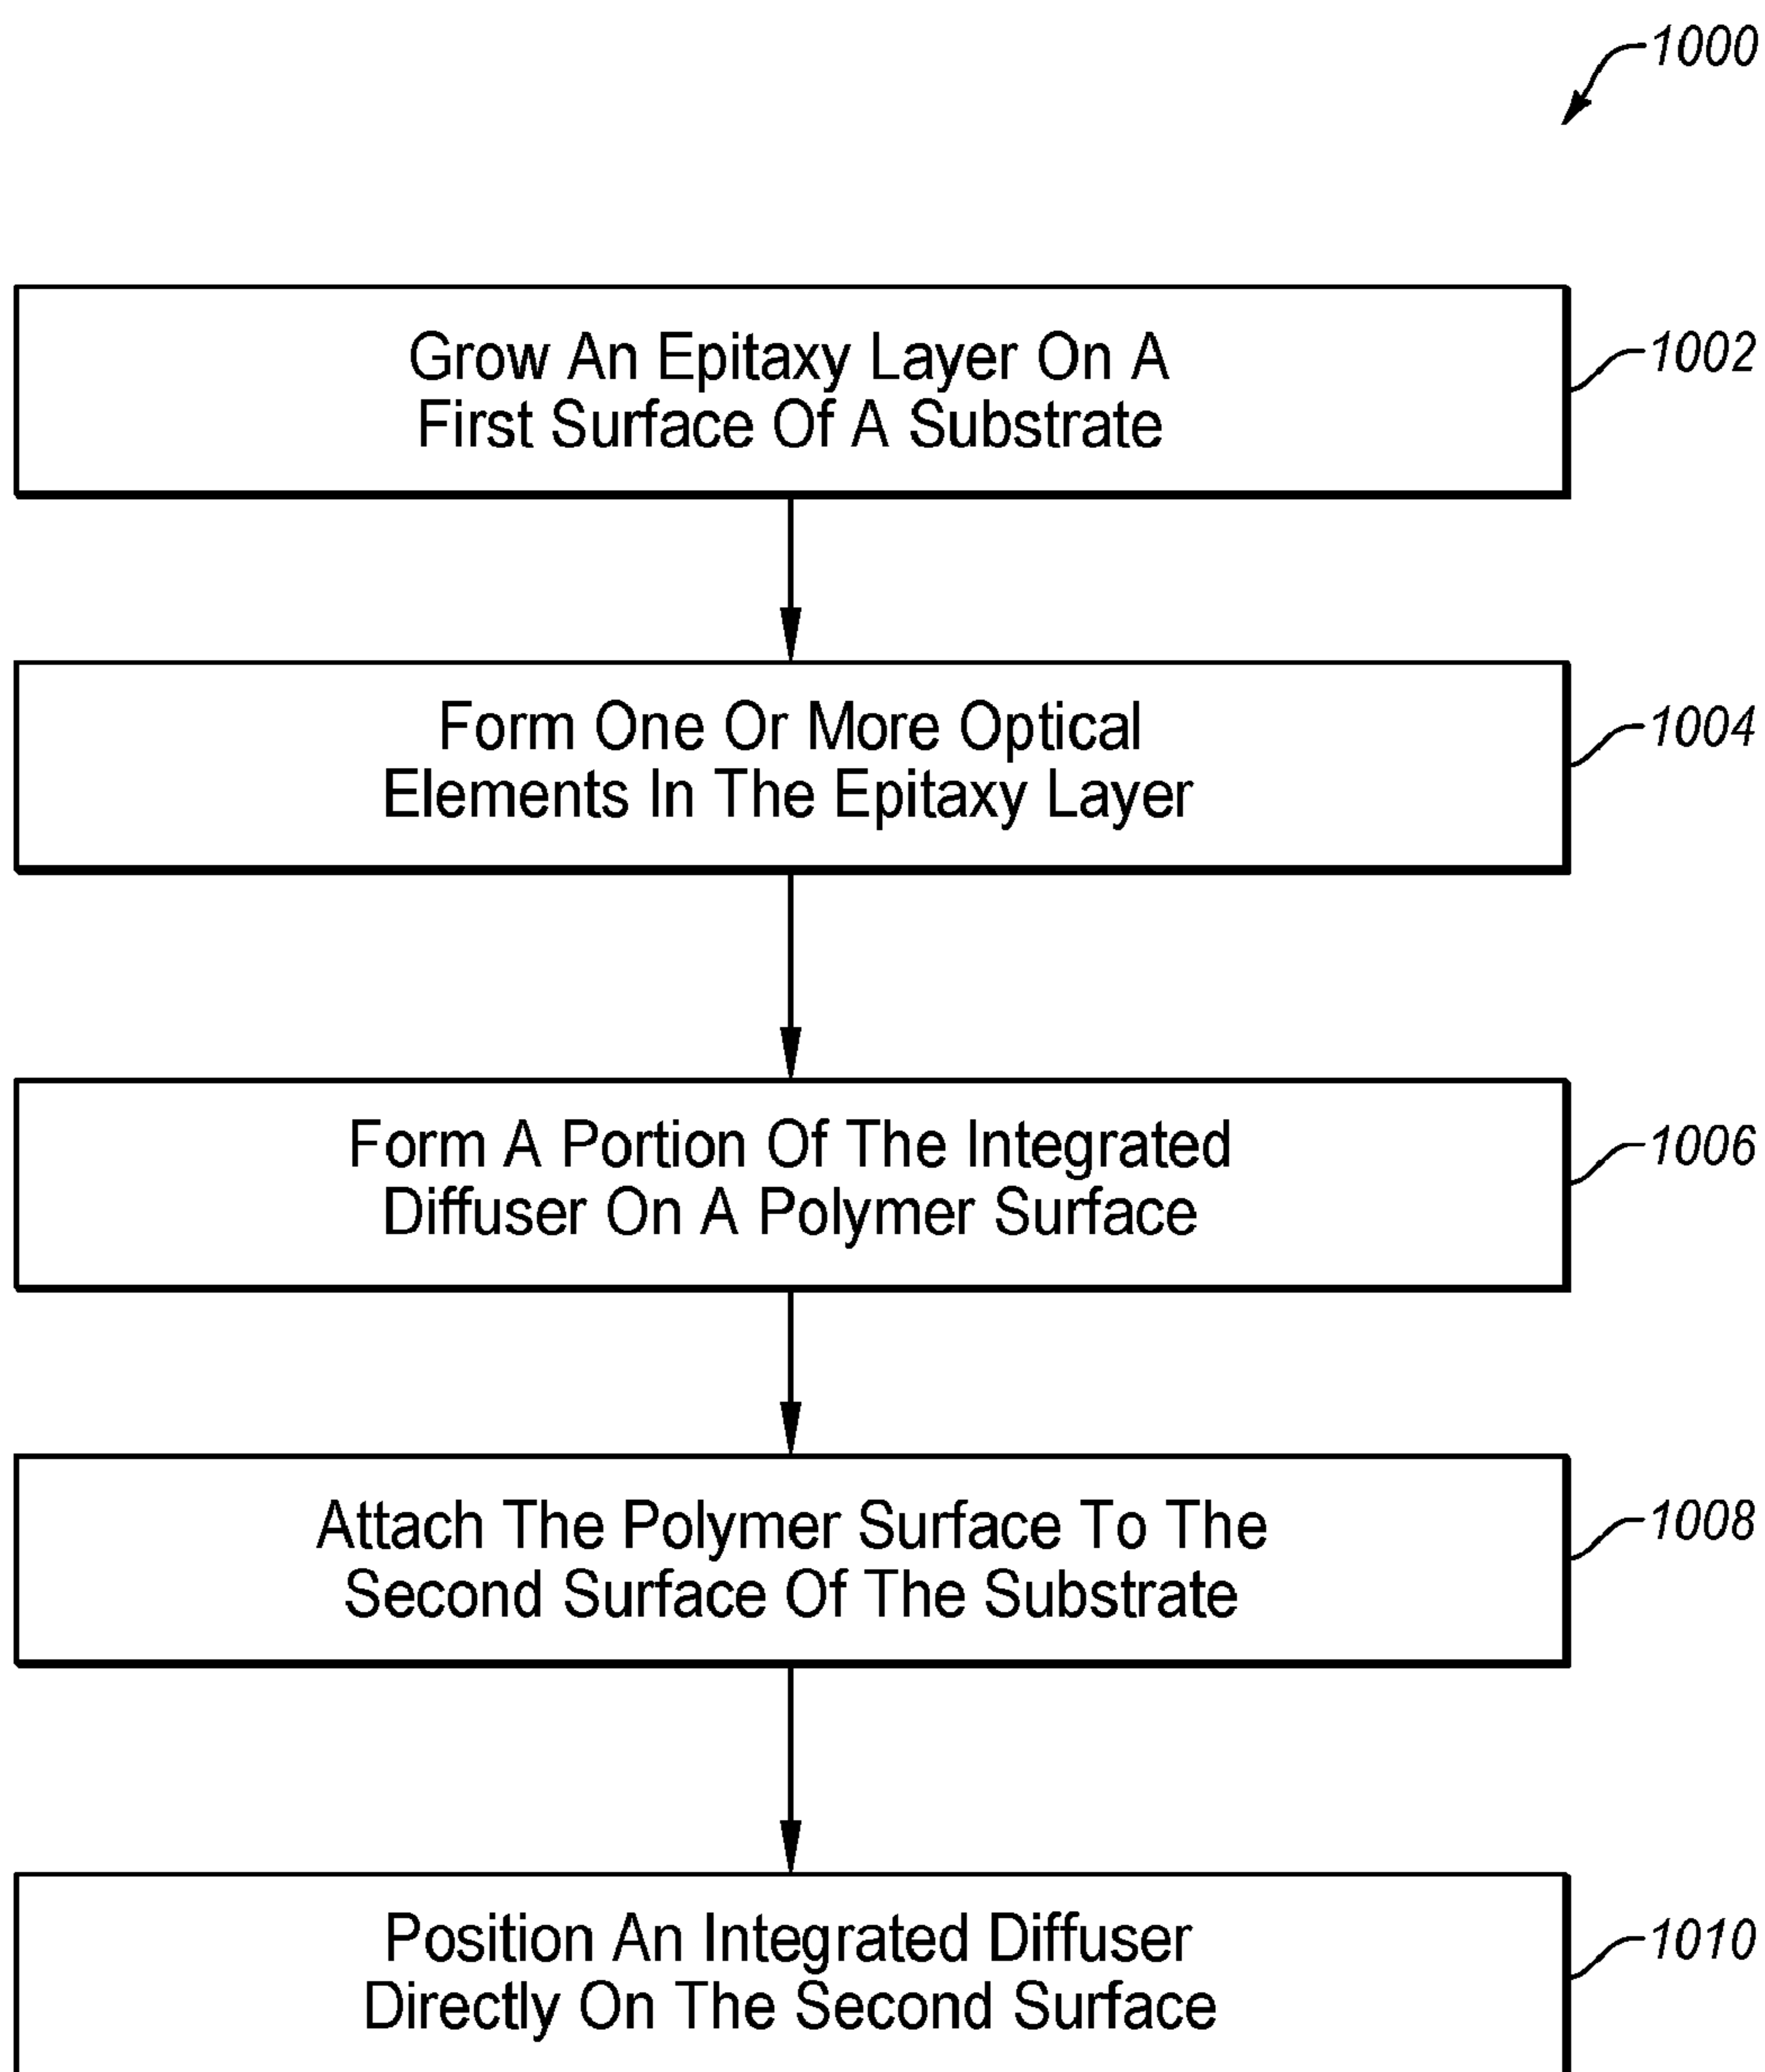 1000
Grow An Epitaxy Layer On A
First Surface Of A Substrate
1002
Form One Or More Optical
Elements In The Epitaxy Layer
1004
Form A Portion Of The Integrated
Diffuser On A Polymer Surface
1006
Attach The Polymer Surface To The
Second Surface Of The Substrate
1008
Position An Integrated Diffuser
Directly On The Second Surface
1010